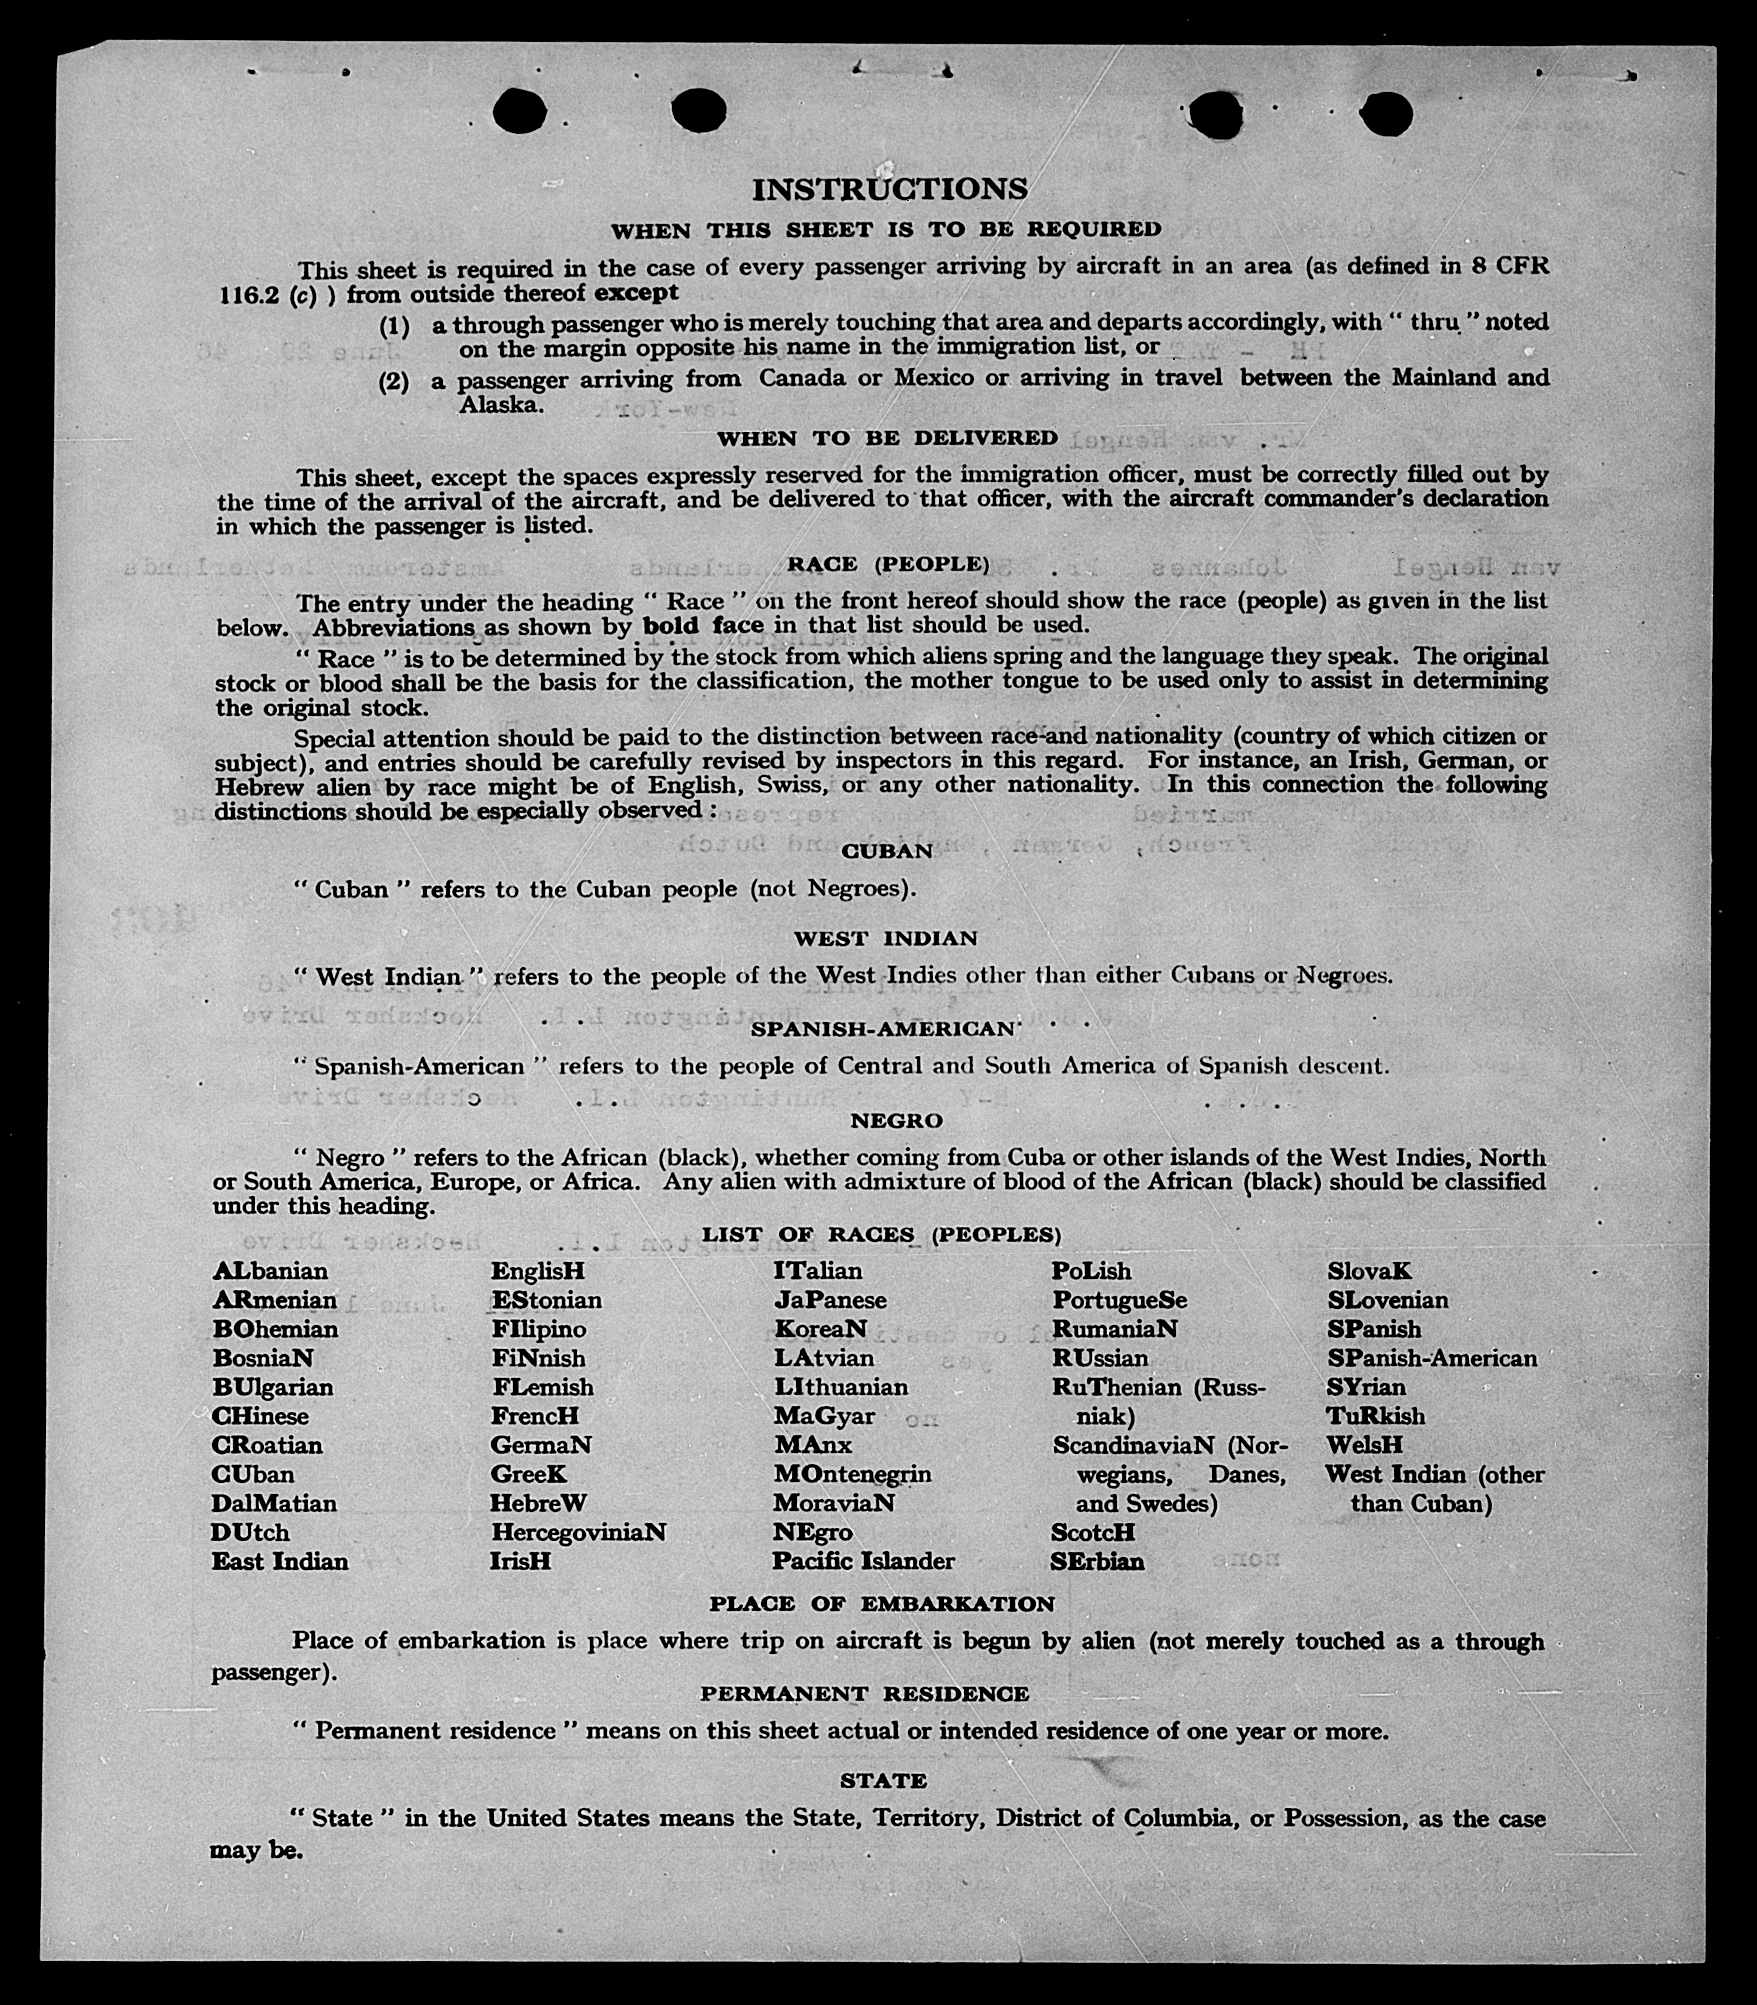 INSTRUCTIONS
WHEN THIS SHEET IS TO BE REQUIRED
This sheet is required in the case of every passenger arriving by aircraft in an area (as defined in 8 CFR
116.2 (c) ) from outside thereof except
(1) a through passenger who is merely touching that area and departs accordingly, with “ thru ” noted
on the margin opposite his name in the immigration list, or
(2) a passenger arriving from Canada or Mexico or arriving in travel between the Mainland and
Alaska.
WHEN TO BE DELIVERED
This sheet, except the spaces expressly reserved for the immigration officer, must be correctly filled out by
the time of the arrival of the aircraft, and be delivered to that officer, with the aircraft commander's declaration
in which the passenger is listed.
RACE (PEOPLE)
The entry under the heading “ Race ” on the front hereof should show the race (people) as given in the list
below. Abbreviations as shown by bold face in that list should be used.
“ Race ” is to be determined by the stock from which aliens spring and the language they speak. The original
stock or blood shall be the basis for the classification, the mother tongue to be used only to assist in determining
the original stock.
Special attention should be paid to the distinction between race and nationality (country of which citizen or
subject), and entries should be carefully revised by inspectors in this regard. For instance, an Irish, German, or
Hebrew alien by race might be of English, Swiss, or any other nationality. In this connection the following
distinctions should be especially observed :
CUBAN
“ Cuban ” refers to the Cuban people (not Negroes).
WEST INDIAN
“ West Indian ” refers to the people of the West Indies other than either Cubans or Negroes.
SPANISH-AMERICAN
“ Spanish-American ” refers to the people of Central and South America of Spanish descent.
NEGRO
“ Negro ” refers to the African (black), whether coming from Cuba or other islands of the West Indies, North
or South America, Europe, or Africa. Any alien with admixture of blood of the African (black) should be classified
under this heading.
LIST OF RACES (PEOPLES)
ALbanian
ARmenian
BOhemian
BosniaN
BUlgarian
CHinese
CRoatian
CUban
DalMatian
DUtch
East Indian
EnglisH
EStonian
FIlipino
FiNnish
FLemish
FrencH
GermaN
GreeK
HebreW
HercegoviniaN
IrisH
ITalian
JaPanese
KoreaN
LAtvian
LIthuanian
MaGyar
MAnx
MOntenegrin
MoraviaN
NEgro
Pacific Islander
PoLish
PortugueSe
RumaniaN
RUssian
RuThenian (Russ-
niak)
ScandinaviaN (Nor-
wegians, Danes,
and Swedes)
ScotcH
SErbian
SlovaK
SLovenian
SPanish
SPanish-American
SYrian
TuRkish
WelsH
West Indian (other
than Cuban)
PLACE OF EMBARKATION
Place of embarkation is place where trip on aircraft is begun by alien (not merely touched as a through
passenger).
PERMANENT RESIDENCE
“ Permanent residence ” means on this sheet actual or intended residence of one year or more.
STATE
“ State ” in the United States means the State, Territory, District of Columbia, or Possession, as the case
may be.